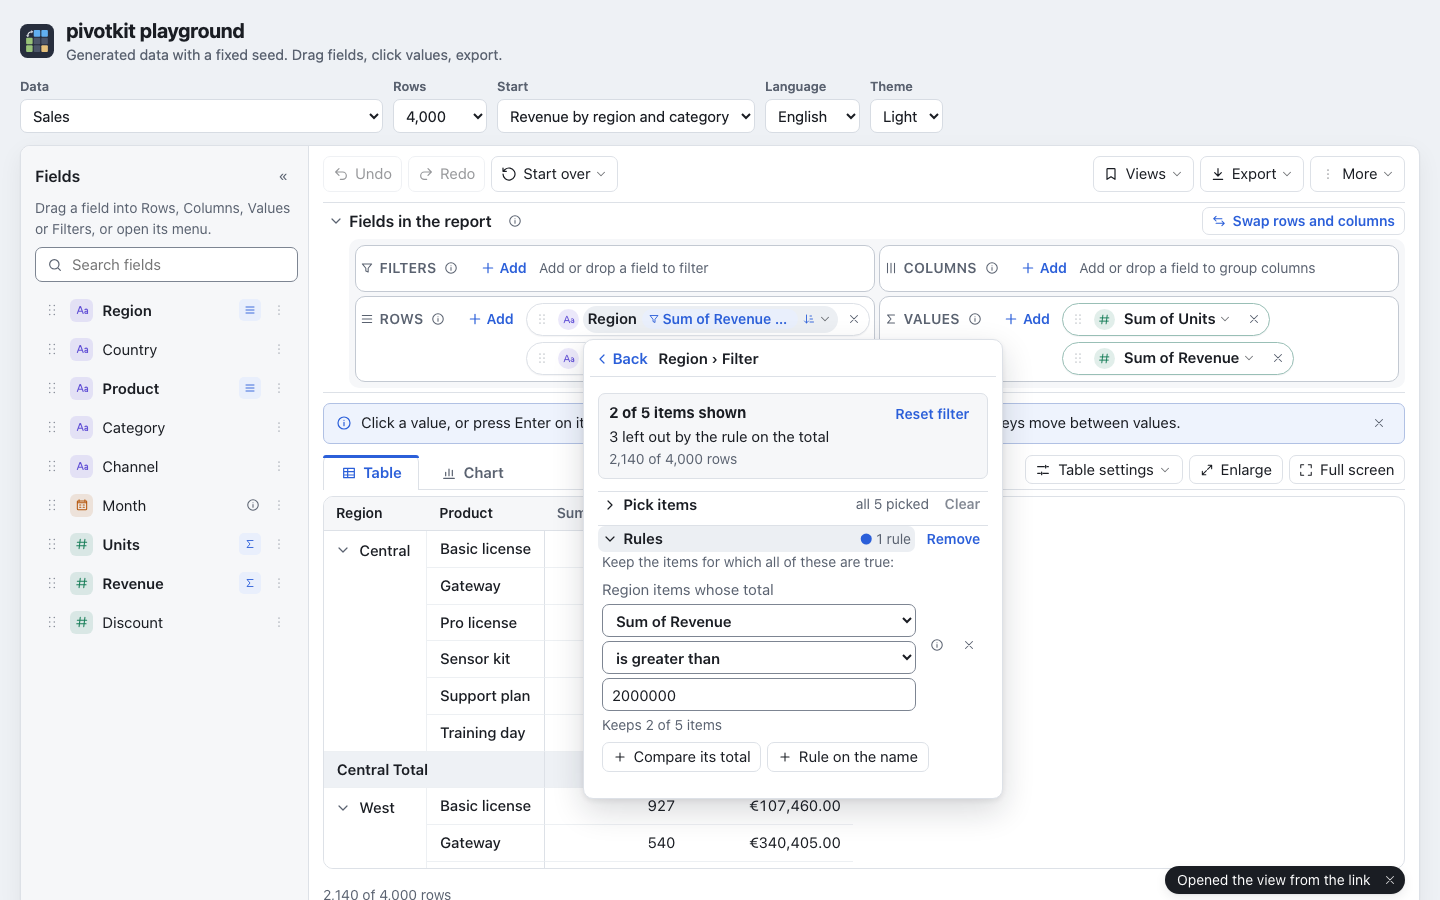 pivotkit playground
Generated data with a fixed seed. Drag fields, click values, export.
Data
Rows
Start
Language
Theme
Sales
4,000
Revenue by region and category
English
Light
Fields
«
Drag a field into Rows, Columns, Values
or Filters, or open its menu.
Search fields
Aa Region
Aa Country
Aa Product
Aa Category
Aa Channel
Month
# Units Σ
# Revenue Σ
# Discount
Undo
Redo
Start over
Views
Export
More
Fields in the report
Swap rows and columns
FILTERS
+ Add
Add or drop a field to filter
COLUMNS
+ Add
Add or drop a field to group columns
ROWS
+ Add
Aa Region
Sum of Revenue ...
Aa
Σ VALUES
+ Add
# Sum of Units
# Sum of Revenue
Back
Region › Filter
2 of 5 items shown
Reset filter
3 left out by the rule on the total
2,140 of 4,000 rows
Pick items
all 5 picked
Clear
Rules
1 rule
Remove
Keep the items for which all of these are true:
Region items whose total
Sum of Revenue
is greater than
2000000
Keeps 2 of 5 items
+ Compare its total
+ Rule on the name
Click a value, or press Enter on it
eys move between values.
Table
Chart
Table settings
Enlarge
Full screen
Region
Product
Sum
Central
Basic license
Gateway
Pro license
Sensor kit
Support plan
Training day
Central Total
West
Basic license
927
€107,460.00
Gateway
540
€340,405.00
2,140 of 4,000 rows
Opened the view from the link